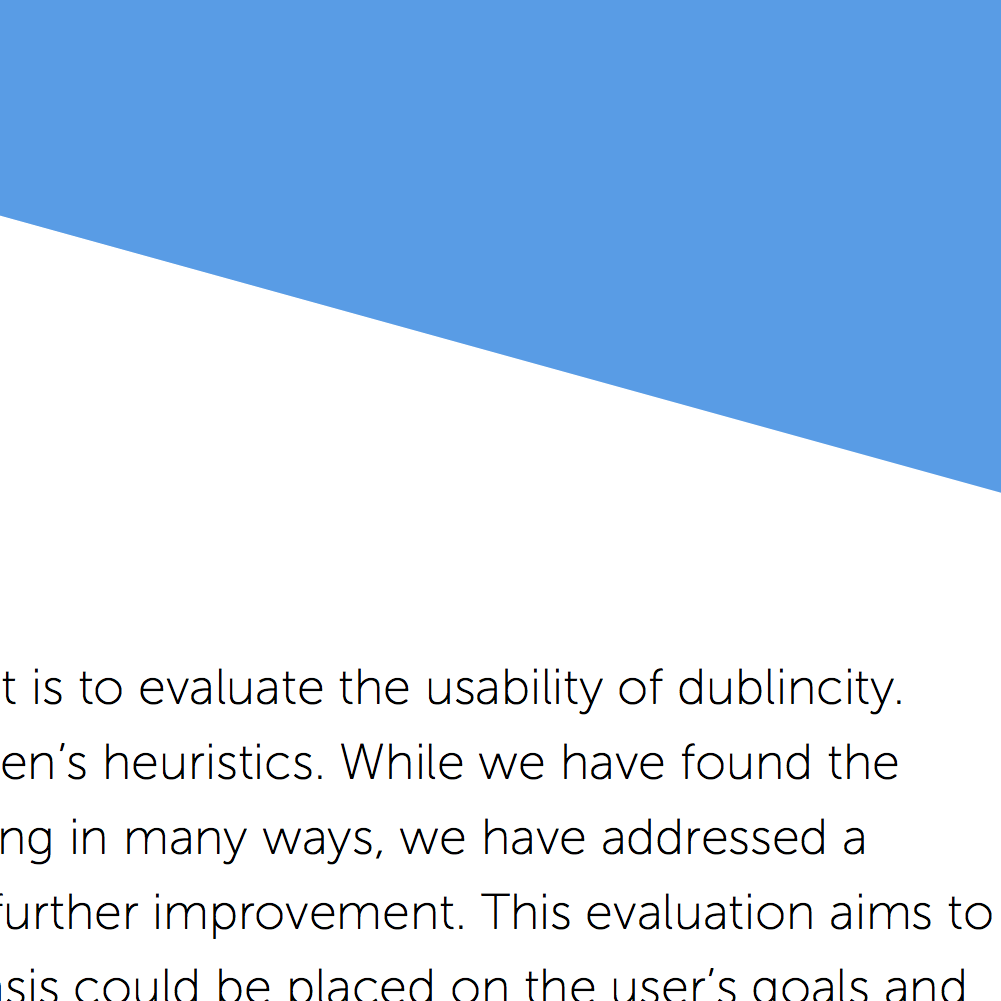 t is to evaluate the usability of dublincity.
en’s heuristics. While we have found the
ng in many ways, we have addressed a
further improvement. This evaluation aims to
sis could be placed on the user’s goals and